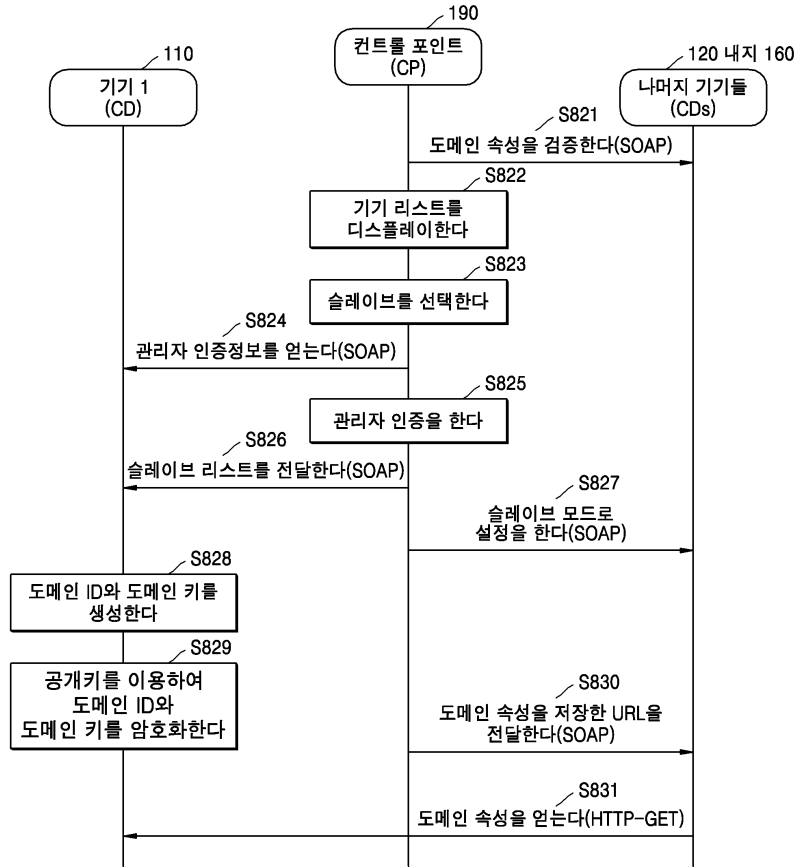 190
컨트롤 포인트
(CP)
110
기기 1
(CD)
120 내지 160
나머지 기기들
(CDs)
S821
도메인 속성을 검증한다(SOAP)
S822
기기 리스트를
디스플레이한다
S823
슬레이브를 선택한다
S824
관리자 인증정보를 얻는다(SOAP)
S825
관리자 인증을 한다
S826
슬레이브 리스트를 전달한다(SOAP)
S827
슬레이브 모드로
설정을 한다(SOAP)
S828
도메인 ID와 도메인 키를
생성한다
S829
공개키를 이용하여
도메인 ID와
도메인 키를 암호화한다
S830
도메인 속성을 저장한 URL을
전달한다(SOAP)
S831
도메인 속성을 얻는다(HTTP-GET)